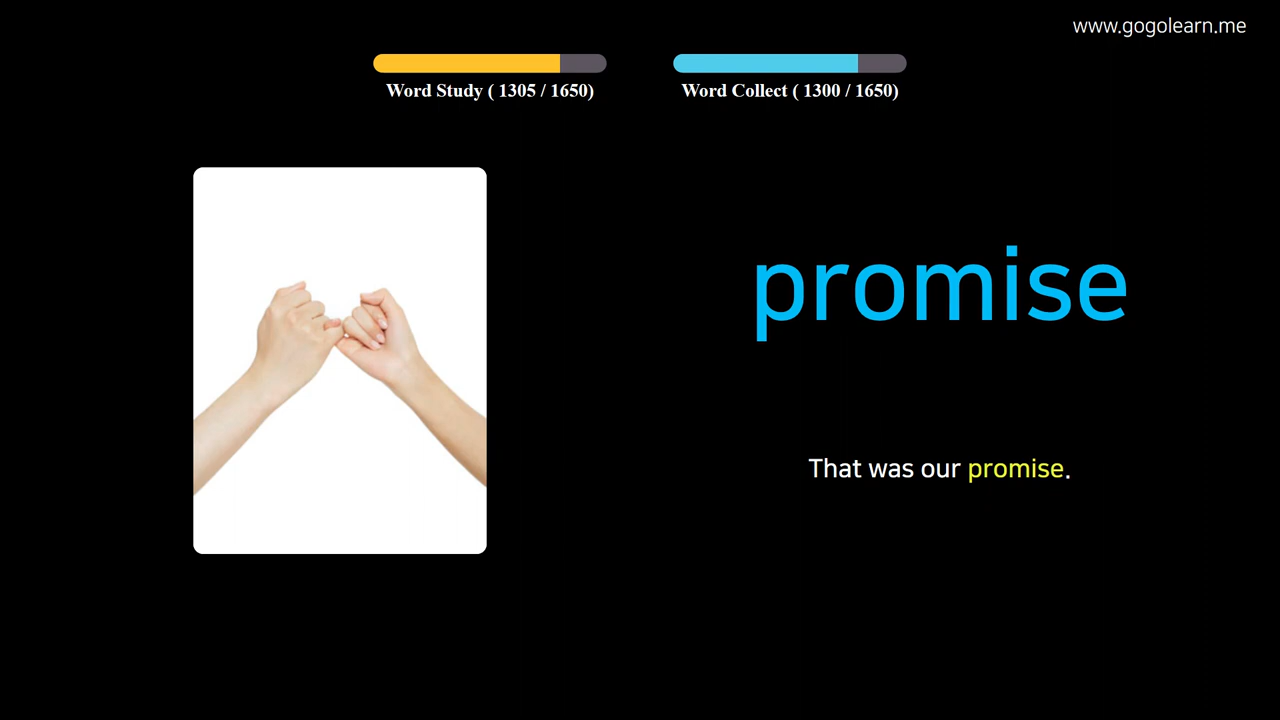 www.gogolearn.me
Word Study ( 1305 / 1650)
Word Collect ( 1300 / 1650)
promise
That was our promise.